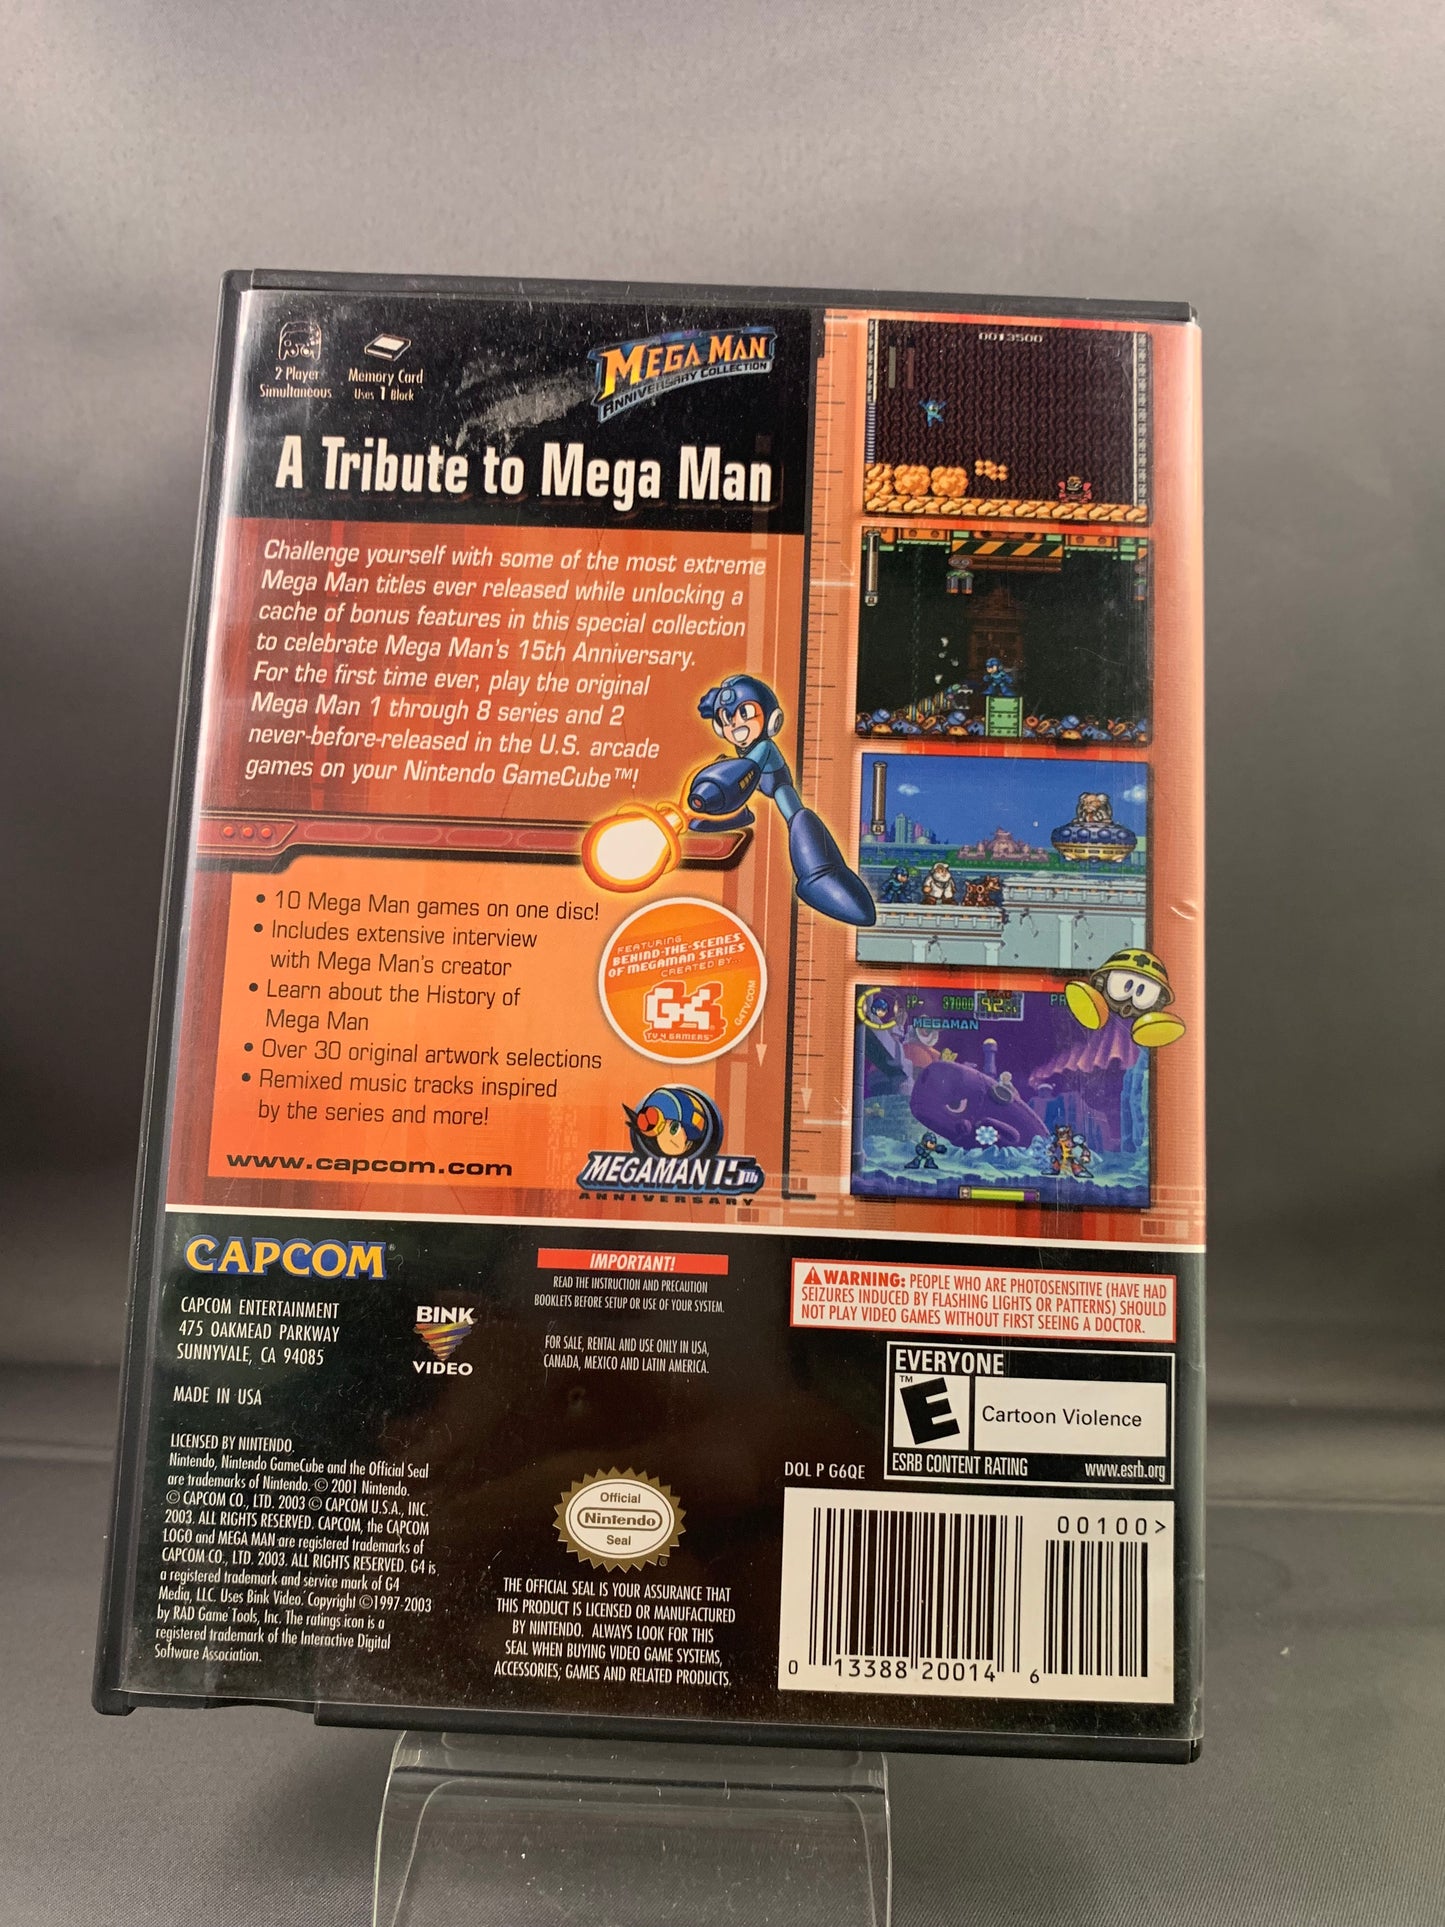 2 Player
Simultaneous
Memory Card
Uses 1 Block
MEGA MAN
ANNIVERSARY COLLECTION
A Tribute to Mega Man
Challenge yourself with some of the most extreme
Mega Man titles ever released while unlocking a
cache of bonus features in this special collection
to celebrate Mega Man's 15th Anniversary.
For the first time ever, play the original
Mega Man 1 through 8 series and 2
never-before-released in the U.S. arcade
games on your Nintendo GameCube™!
• 10 Mega Man games on one disc!
• Includes extensive interview
with Mega Man's creator
• Learn about the History of
Mega Man
• Over 30 original artwork selections
• Remixed music tracks inspired
by the series and more!
www.capcom.com
FEATURING
BEHIND-THE-SCENES
OF MEGAMAN SERIES
CREATED BY...
G4
TV 4 GAMERS
G4TV.COM
MEGAMAN 15TH
ANNIVERSARY
0013500
37000
MEGAMAN
CAPCOM®
CAPCOM ENTERTAINMENT
475 OAKMEAD PARKWAY
SUNNYVALE, CA 94085
MADE IN USA
BINK
VIDEO
IMPORTANT!
READ THE INSTRUCTION AND PRECAUTION
BOOKLETS BEFORE SETUP OR USE OF YOUR SYSTEM.
FOR SALE, RENTAL AND USE ONLY IN USA,
CANADA, MEXICO AND LATIN AMERICA.
WARNING: PEOPLE WHO ARE PHOTOSENSITIVE (HAVE HAD
SEIZURES INDUCED BY FLASHING LIGHTS OR PATTERNS) SHOULD
NOT PLAY VIDEO GAMES WITHOUT FIRST SEEING A DOCTOR.
EVERYONE
E™
Cartoon Violence
ESRB CONTENT RATING
www.esrb.org
DOL P G6QE
LICENSED BY NINTENDO.
Nintendo, Nintendo GameCube and the Official Seal
are trademarks of Nintendo. © 2001 Nintendo.
© CAPCOM CO., LTD. 2003 © CAPCOM U.S.A., INC.
2003. ALL RIGHTS RESERVED. CAPCOM, the CAPCOM
LOGO and MEGA MAN are registered trademarks of
CAPCOM CO., LTD. 2003. ALL RIGHTS RESERVED. G4 is
a registered trademark and service mark of G4
Media, LLC. Uses Bink Video. Copyright ©1997-2003
by RAD Game Tools, Inc. The ratings icon is a
registered trademark of the Interactive Digital
Software Association.
Official
Nintendo
Seal
THE OFFICIAL SEAL IS YOUR ASSURANCE THAT
THIS PRODUCT IS LICENSED OR MANUFACTURED
BY NINTENDO. ALWAYS LOOK FOR THIS
SEAL WHEN BUYING VIDEO GAME SYSTEMS,
ACCESSORIES, GAMES AND RELATED PRODUCTS.
00100>
0 13388 20014 6